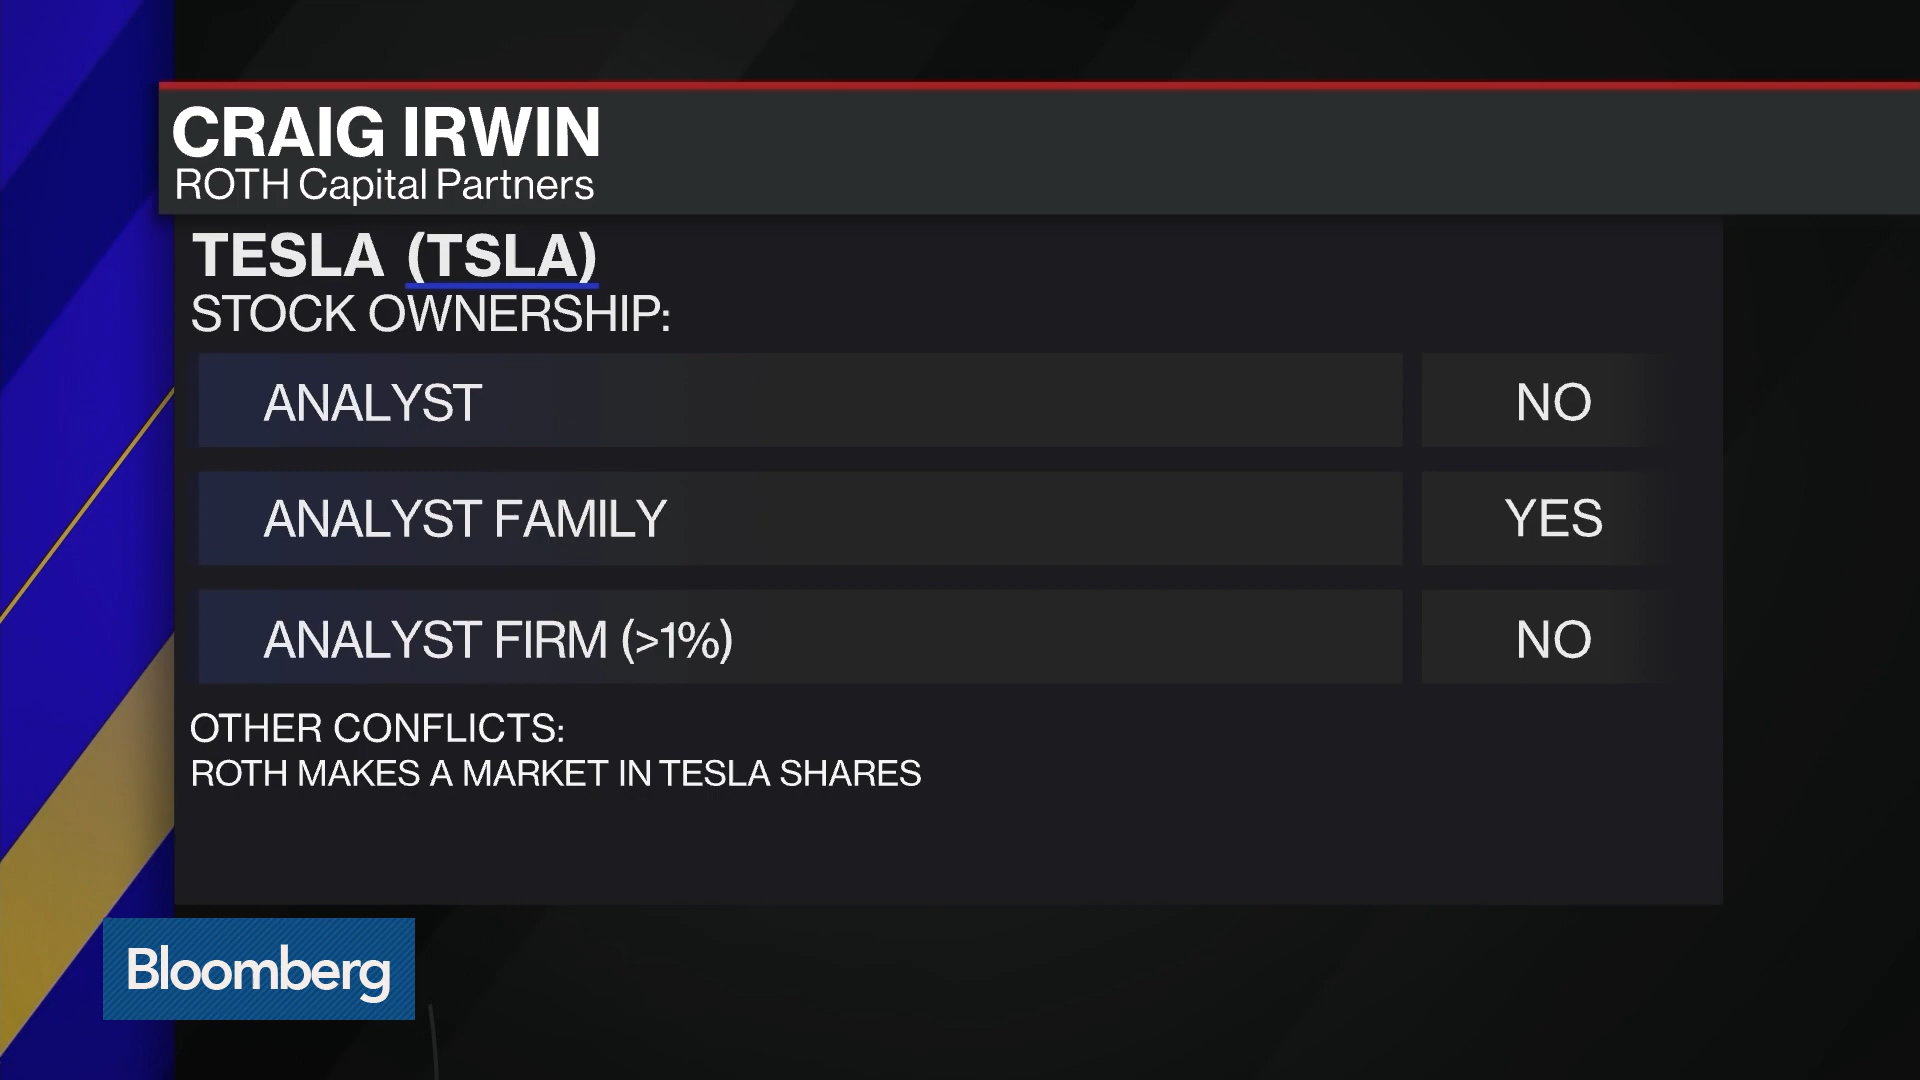 CRAIG IRWIN
ROTH Capital Partners
TESLA (TSLA)
STOCK OWNERSHIP:
ANALYST NO
ANALYST FAMILY YES
ANALYST FIRM (>1%) NO
OTHER CONFLICTS:
ROTH MAKES A MARKET IN TESLA SHARES
Bloomberg